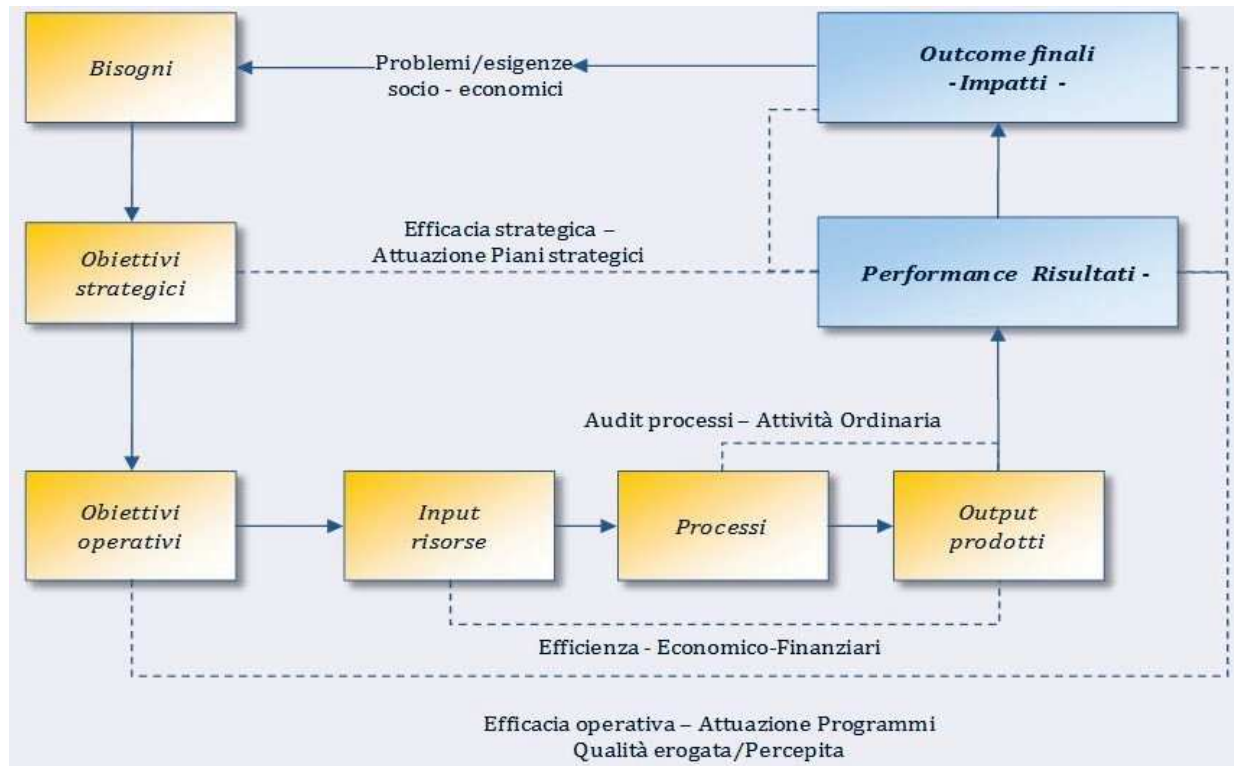 Bisogni
Problemi/esigenze
socio - economici
Outcome finali
- Impatti -
Obiettivi
strategici
Efficacia strategica –
Attuazione Piani strategici
Performance Risultati -
Audit processi – Attività Ordinaria
Obiettivi
operativi
Input
risorse
Processi
Output
prodotti
Efficienza - Economico-Finanziari
Efficacia operativa – Attuazione Programmi
Qualità erogata/Percepita